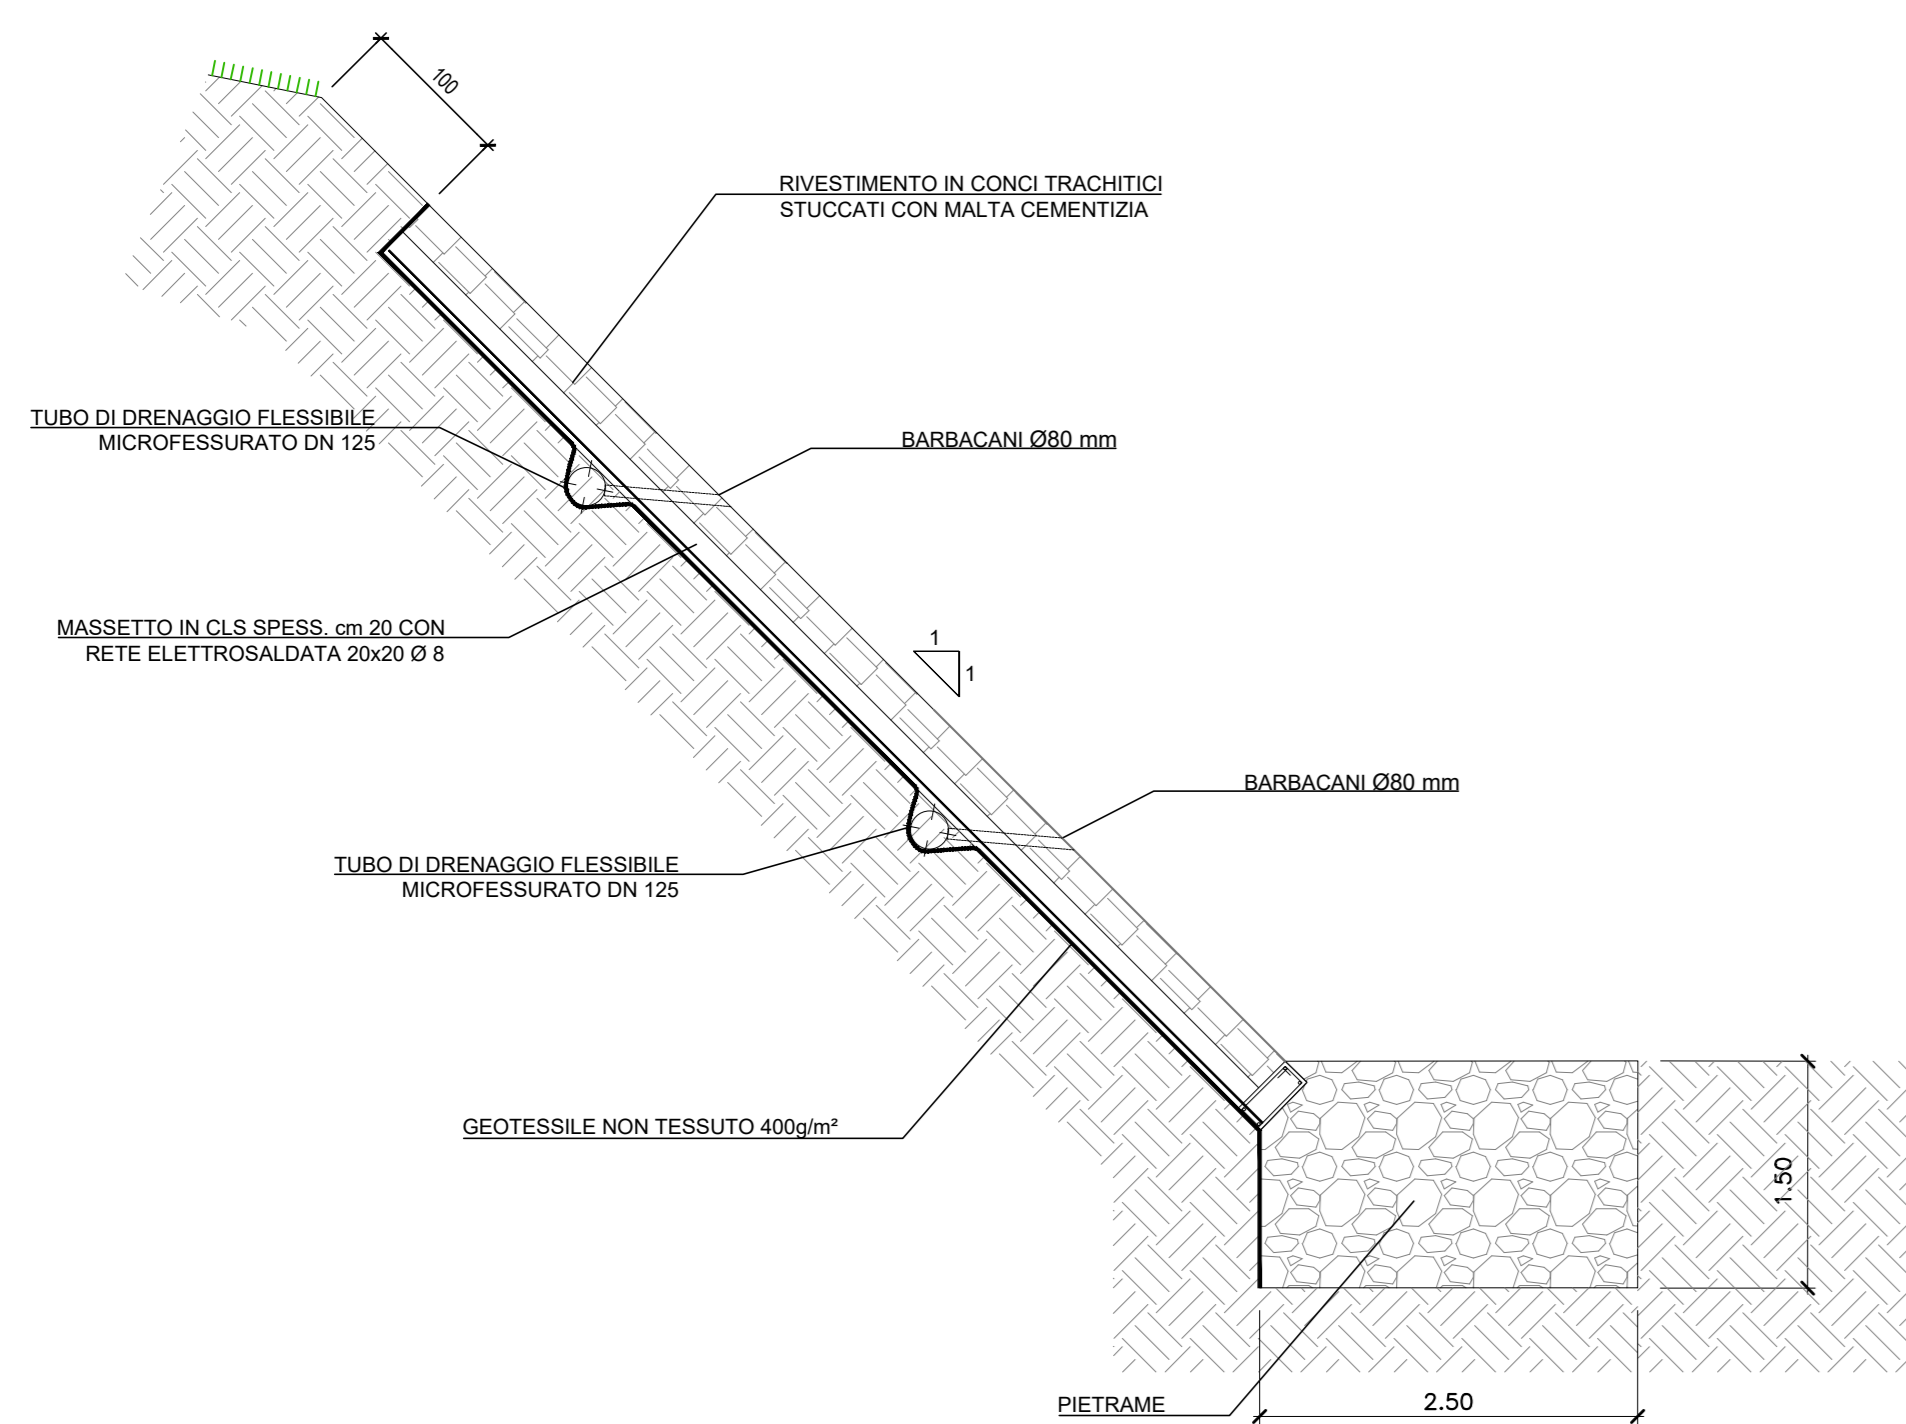 100
RIVESTIMENTO IN CONCI TRACHITICI
STUCCATI CON MALTA CEMENTIZIA
TUBO DI DRENAGGIO FLESSIBILE
MICROFESSURATO DN 125
BARBACANI Ø80 mm
MASSETTO IN CLS SPESS. cm 20 CON
RETE ELETTROSALDATA 20x20 Ø 8
1
1
BARBACANI Ø80 mm
TUBO DI DRENAGGIO FLESSIBILE
MICROFESSURATO DN 125
GEOTESSILE NON TESSUTO 400g/m²
1.50
PIETRAME
2.50